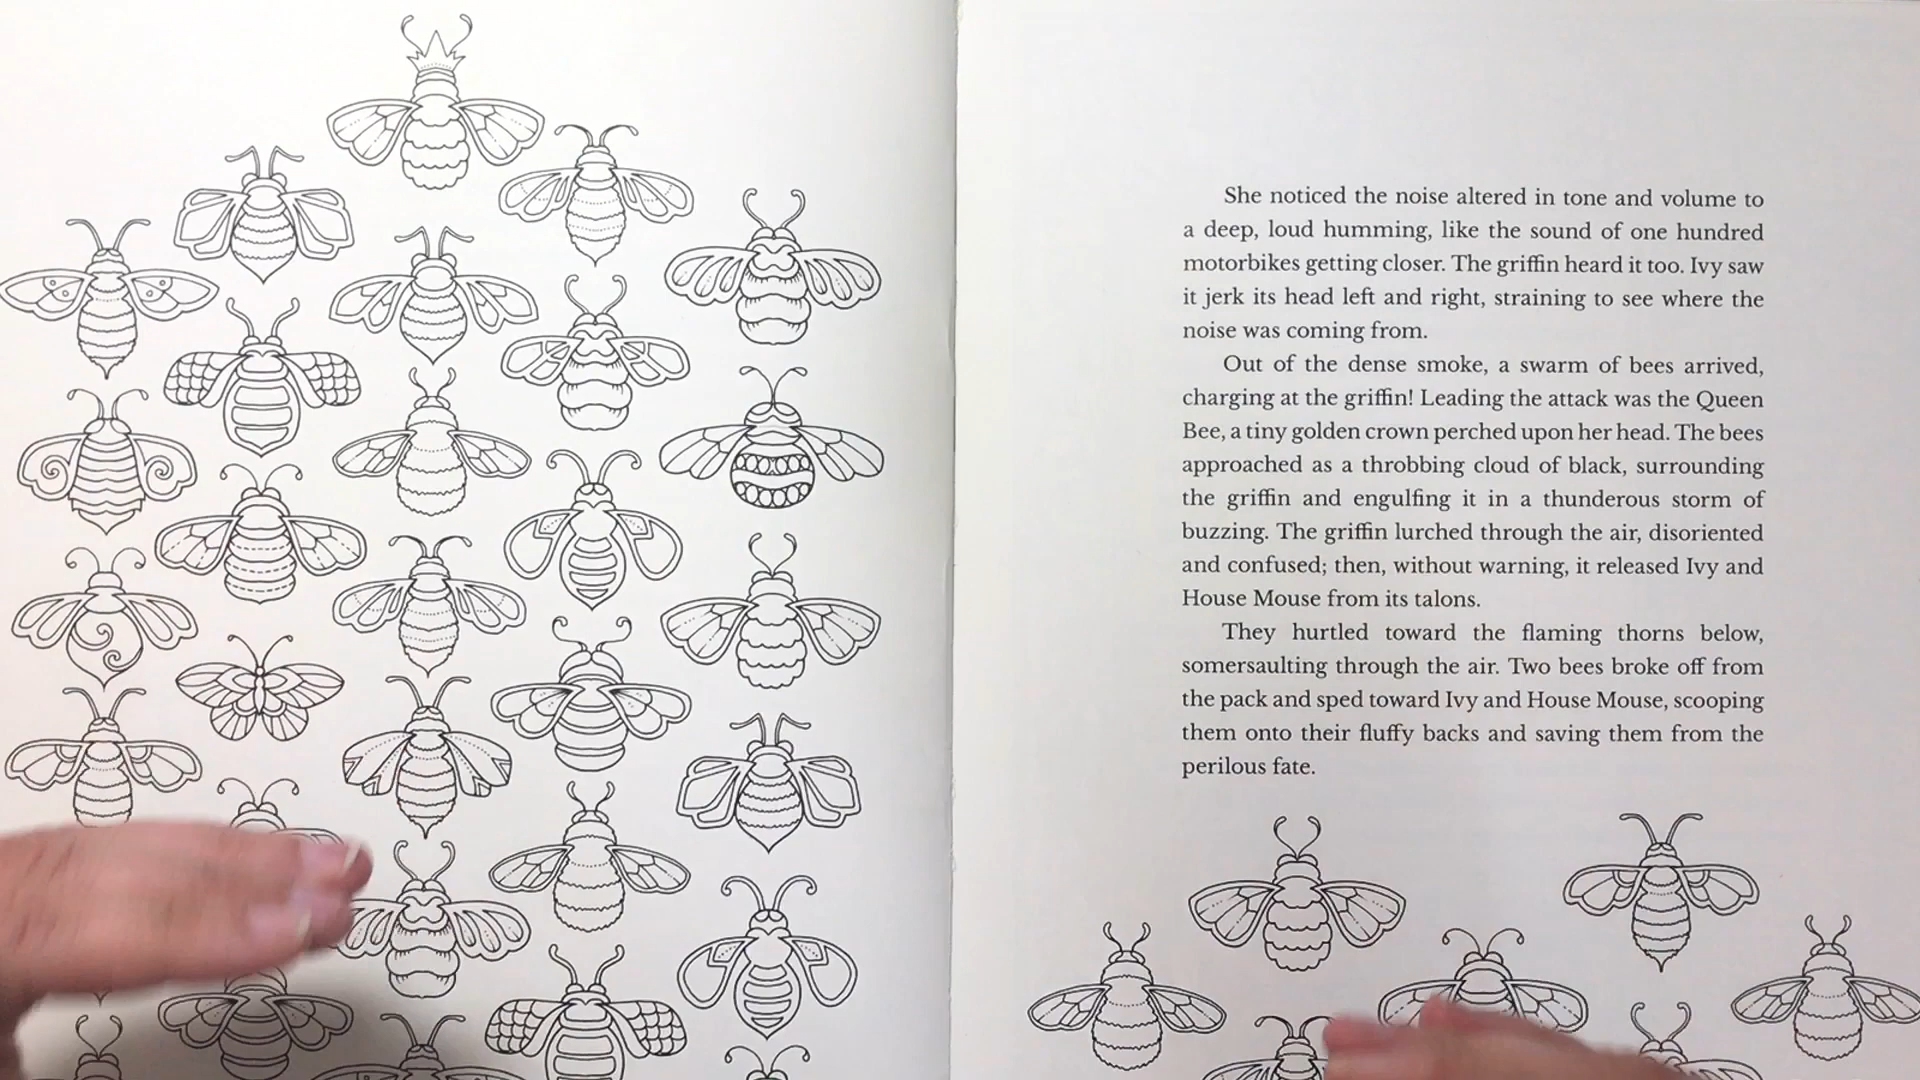 She noticed the noise altered in tone and volume to
a deep, loud humming, like the sound of one hundred
motorbikes getting closer. The griffin heard it too. Ivy saw
it jerk its head left and right, straining to see where the
noise was coming from.
Out of the dense smoke, a swarm of bees arrived,
charging at the griffin! Leading the attack was the Queen
Bee, a tiny golden crown perched upon her head. The bees
approached as a throbbing cloud of black, surrounding
the griffin and engulfing it in a thunderous storm of
buzzing. The griffin lurched through the air, disoriented
and confused; then, without warning, it released Ivy and
House Mouse from its talons.
They hurtled toward the flaming thorns below,
somersaulting through the air. Two bees broke off from
the pack and sped toward Ivy and House Mouse, scooping
them onto their fluffy backs and saving them from the
perilous fate.